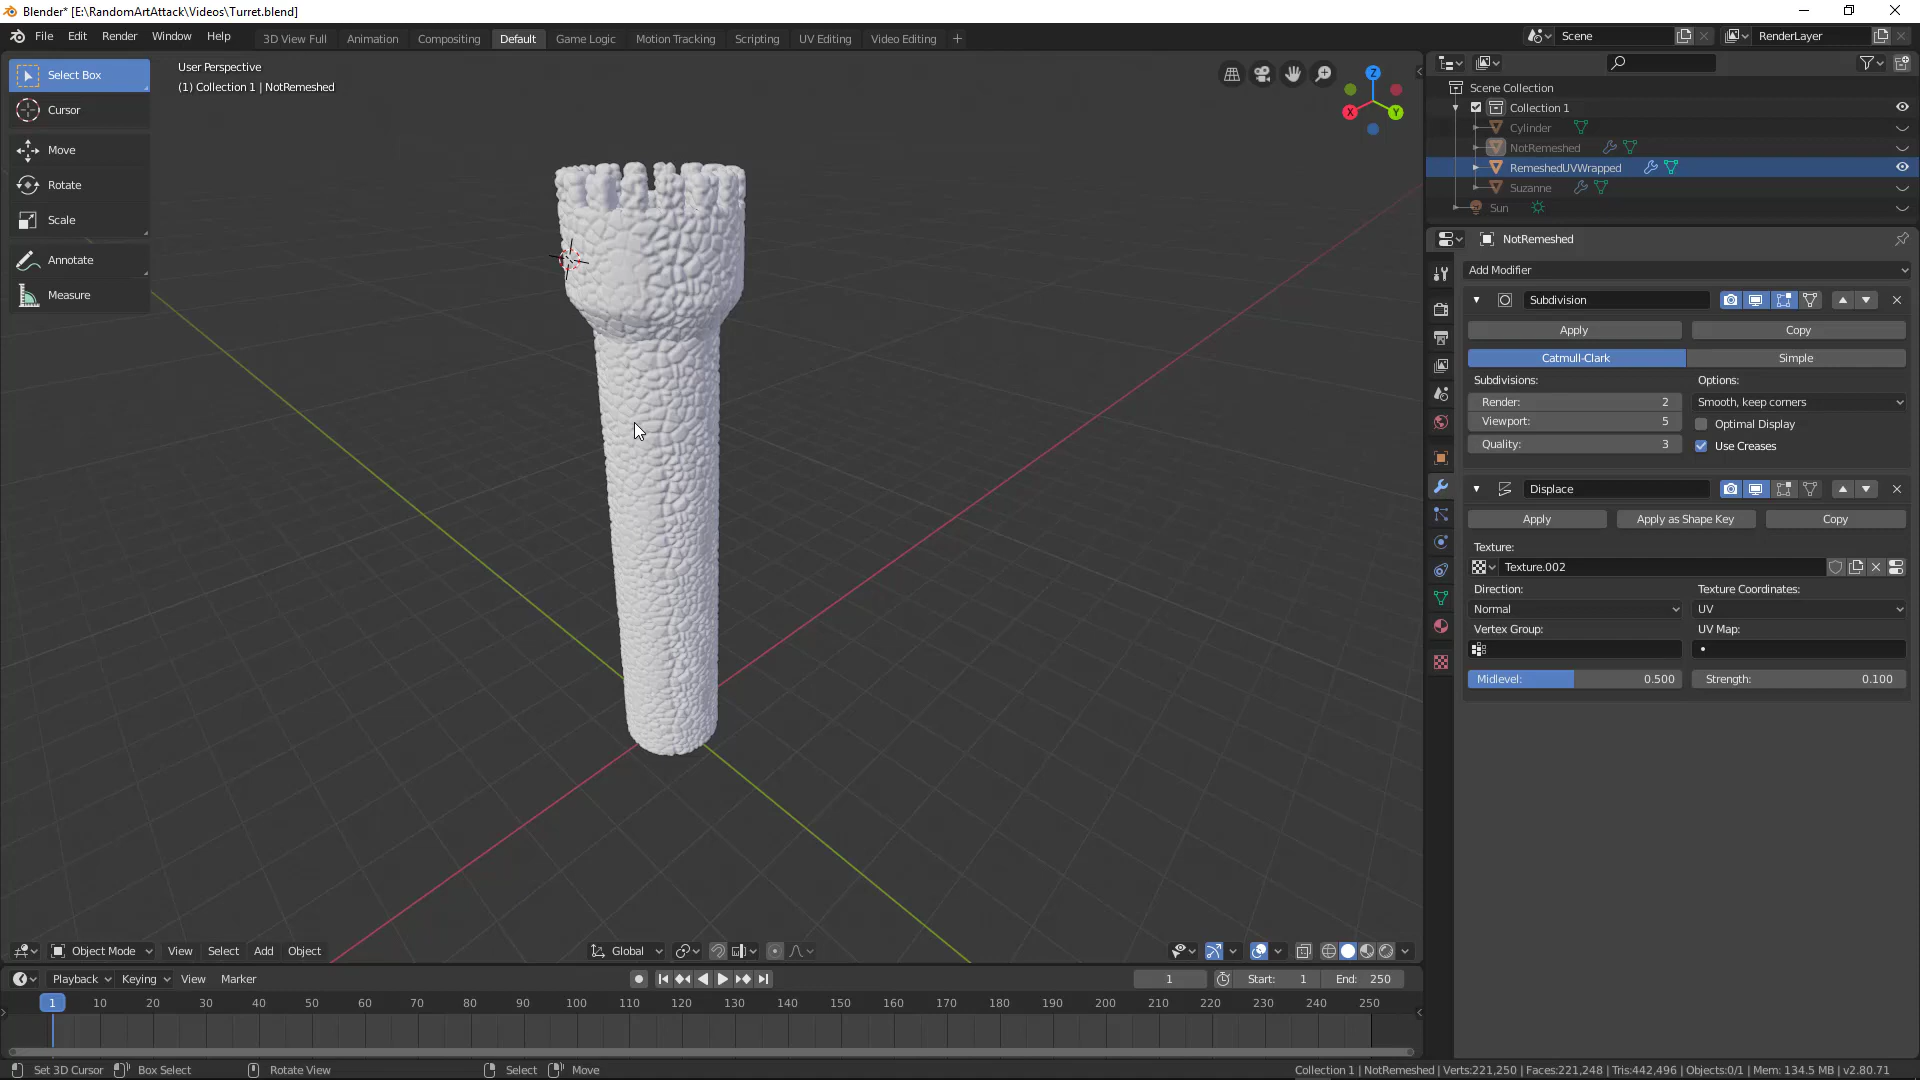 Blender* [E:\RandomArtAttack\Videos\Turret.blend]
File Edit Render Window Help
3D View Full Animation Compositing Default Game Logic Motion Tracking Scripting UV Editing Video Editing
Scene
RenderLayer
Select Box
Cursor
Move
Rotate
Scale
Annotate
Measure
User Perspective
(1) Collection 1 | NotRemeshed
Z
X
Y
Scene Collection
Collection 1
Cylinder
NotRemeshed
RemeshedUVWrapped
Suzanne
Sun
NotRemeshed
Add Modifier
Subdivision
Apply Copy
Catmull-Clark Simple
Subdivisions: Options:
Render: 2 Smooth, keep corners
Viewport: 5 Optimal Display
Quality: 3 Use Creases
Displace
Apply Apply as Shape Key Copy
Texture:
Texture.002
Direction: Texture Coordinates:
Normal UV
Vertex Group: UV Map:
Midlevel: 0.500 Strength: 0.100
Object Mode View Select Add Object
Global
Playback Keying View Marker
1 Start: 1 End: 250
1 10 20 30 40 50 60 70 80 90 100 110 120 130 140 150 160 170 180 190 200 210 220 230 240 250
Set 3D Cursor Box Select Rotate View Select Move
Collection 1 | NotRemeshed | Verts:221,250 | Faces:221,248 | Tris:442,496 | Objects:0/1 | Mem: 134.5 MB | v2.80.71